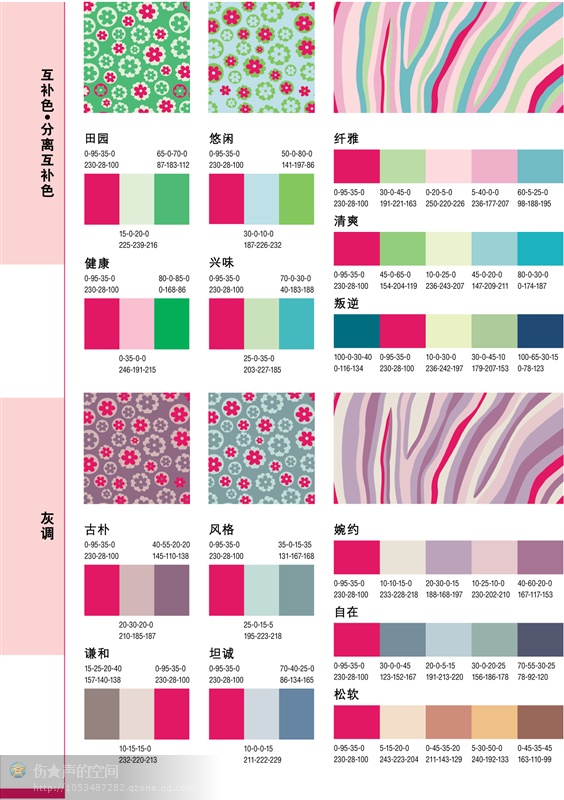 互补色•分离互补色
田园
0-95-35-0 65-0-70-0
230-28-100 87-183-112
15-0-20-0
225-239-216
悠闲
0-95-35-0 50-0-80-0
230-28-100 141-197-86
30-0-10-0
187-226-232
纤雅
0-95-35-0 30-0-45-0 0-20-5-0 5-40-0-0 60-5-25-0
230-28-100 191-221-163 250-220-226 236-177-207 98-188-195
健康
0-95-35-0 80-0-85-0
230-28-100 0-168-86
0-35-0-0
246-191-215
兴味
0-95-35-0 70-0-30-0
230-28-100 40-183-188
25-0-35-0
203-227-185
清爽
0-95-35-0 45-0-65-0 10-0-25-0 45-0-20-0 80-0-30-0
230-28-100 154-204-119 236-243-207 147-209-211 0-174-187
叛逆
100-0-30-40 0-95-35-0 10-0-30-0 30-0-45-10 100-65-30-15
0-116-134 230-28-100 236-242-197 179-207-153 0-78-123
灰调
古朴
0-95-35-0 40-55-20-20
230-28-100 145-110-138
20-30-20-0
210-185-187
风格
0-95-35-0 35-0-15-35
230-28-100 131-167-168
25-0-15-5
195-223-218
婉约
0-95-35-0 10-10-15-0 20-30-0-15 10-25-10-0 40-60-20-0
230-28-100 233-228-218 188-168-197 230-202-210 167-117-153
谦和
15-25-20-40 0-95-35-0
157-140-138 230-28-100
10-15-15-0
232-220-213
坦诚
0-95-35-0 70-40-25-0
230-28-100 86-134-165
10-0-0-15
211-222-229
自在
0-95-35-0 30-0-0-45 20-0-5-15 30-0-20-25 70-55-30-25
230-28-100 123-152-167 191-213-220 156-186-178 78-92-120
松软
0-95-35-0 5-15-20-0 0-45-35-20 5-30-50-0 0-45-35-45
230-28-100 243-223-204 211-143-129 240-192-133 163-110-99
伤★声的空间
http://1053487282.qzone.qq.com